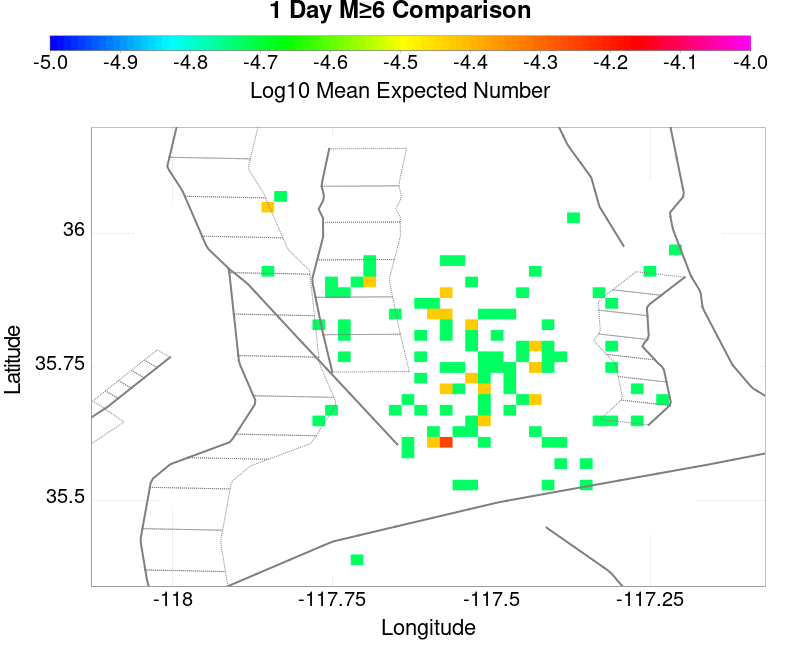 1 Day M≥6 Comparison
-5.0 -4.9 -4.8 -4.7 -4.6 -4.5 -4.4 -4.3 -4.2 -4.1 -4.0
Log10 Mean Expected Number
36
35.75
35.5
Latitude
-118 -117.75 -117.5 -117.25
Longitude